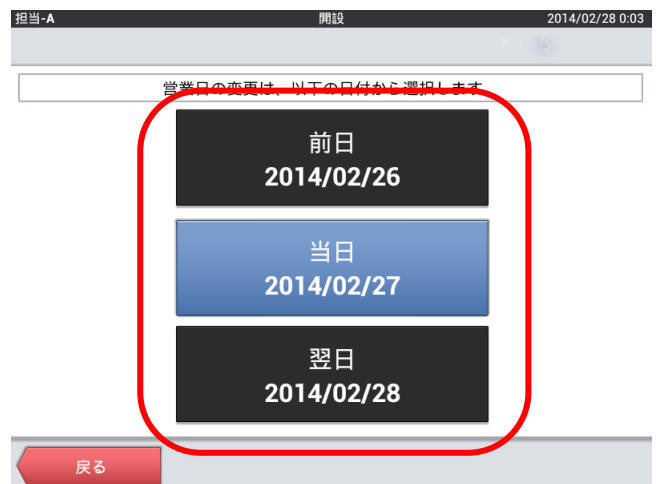 担当-A 開設 2014/02/28 0:03
営業日の変更は、以下の日付から選択します
前日
2014/02/26
当日
2014/02/27
翌日
2014/02/28
戻る